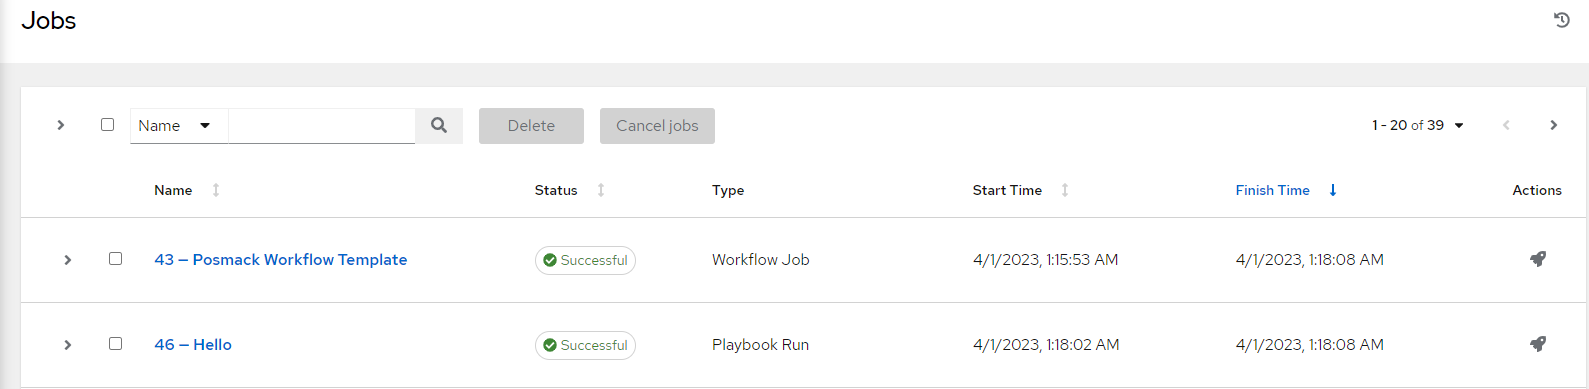 Jobs
Name Delete Cancel jobs 1 - 20 of 39
Name Status Type Start Time Finish Time Actions
43 — Posmack Workflow Template Successful Workflow Job 4/1/2023, 1:15:53 AM 4/1/2023, 1:18:08 AM
46 — Hello Successful Playbook Run 4/1/2023, 1:18:02 AM 4/1/2023, 1:18:08 AM